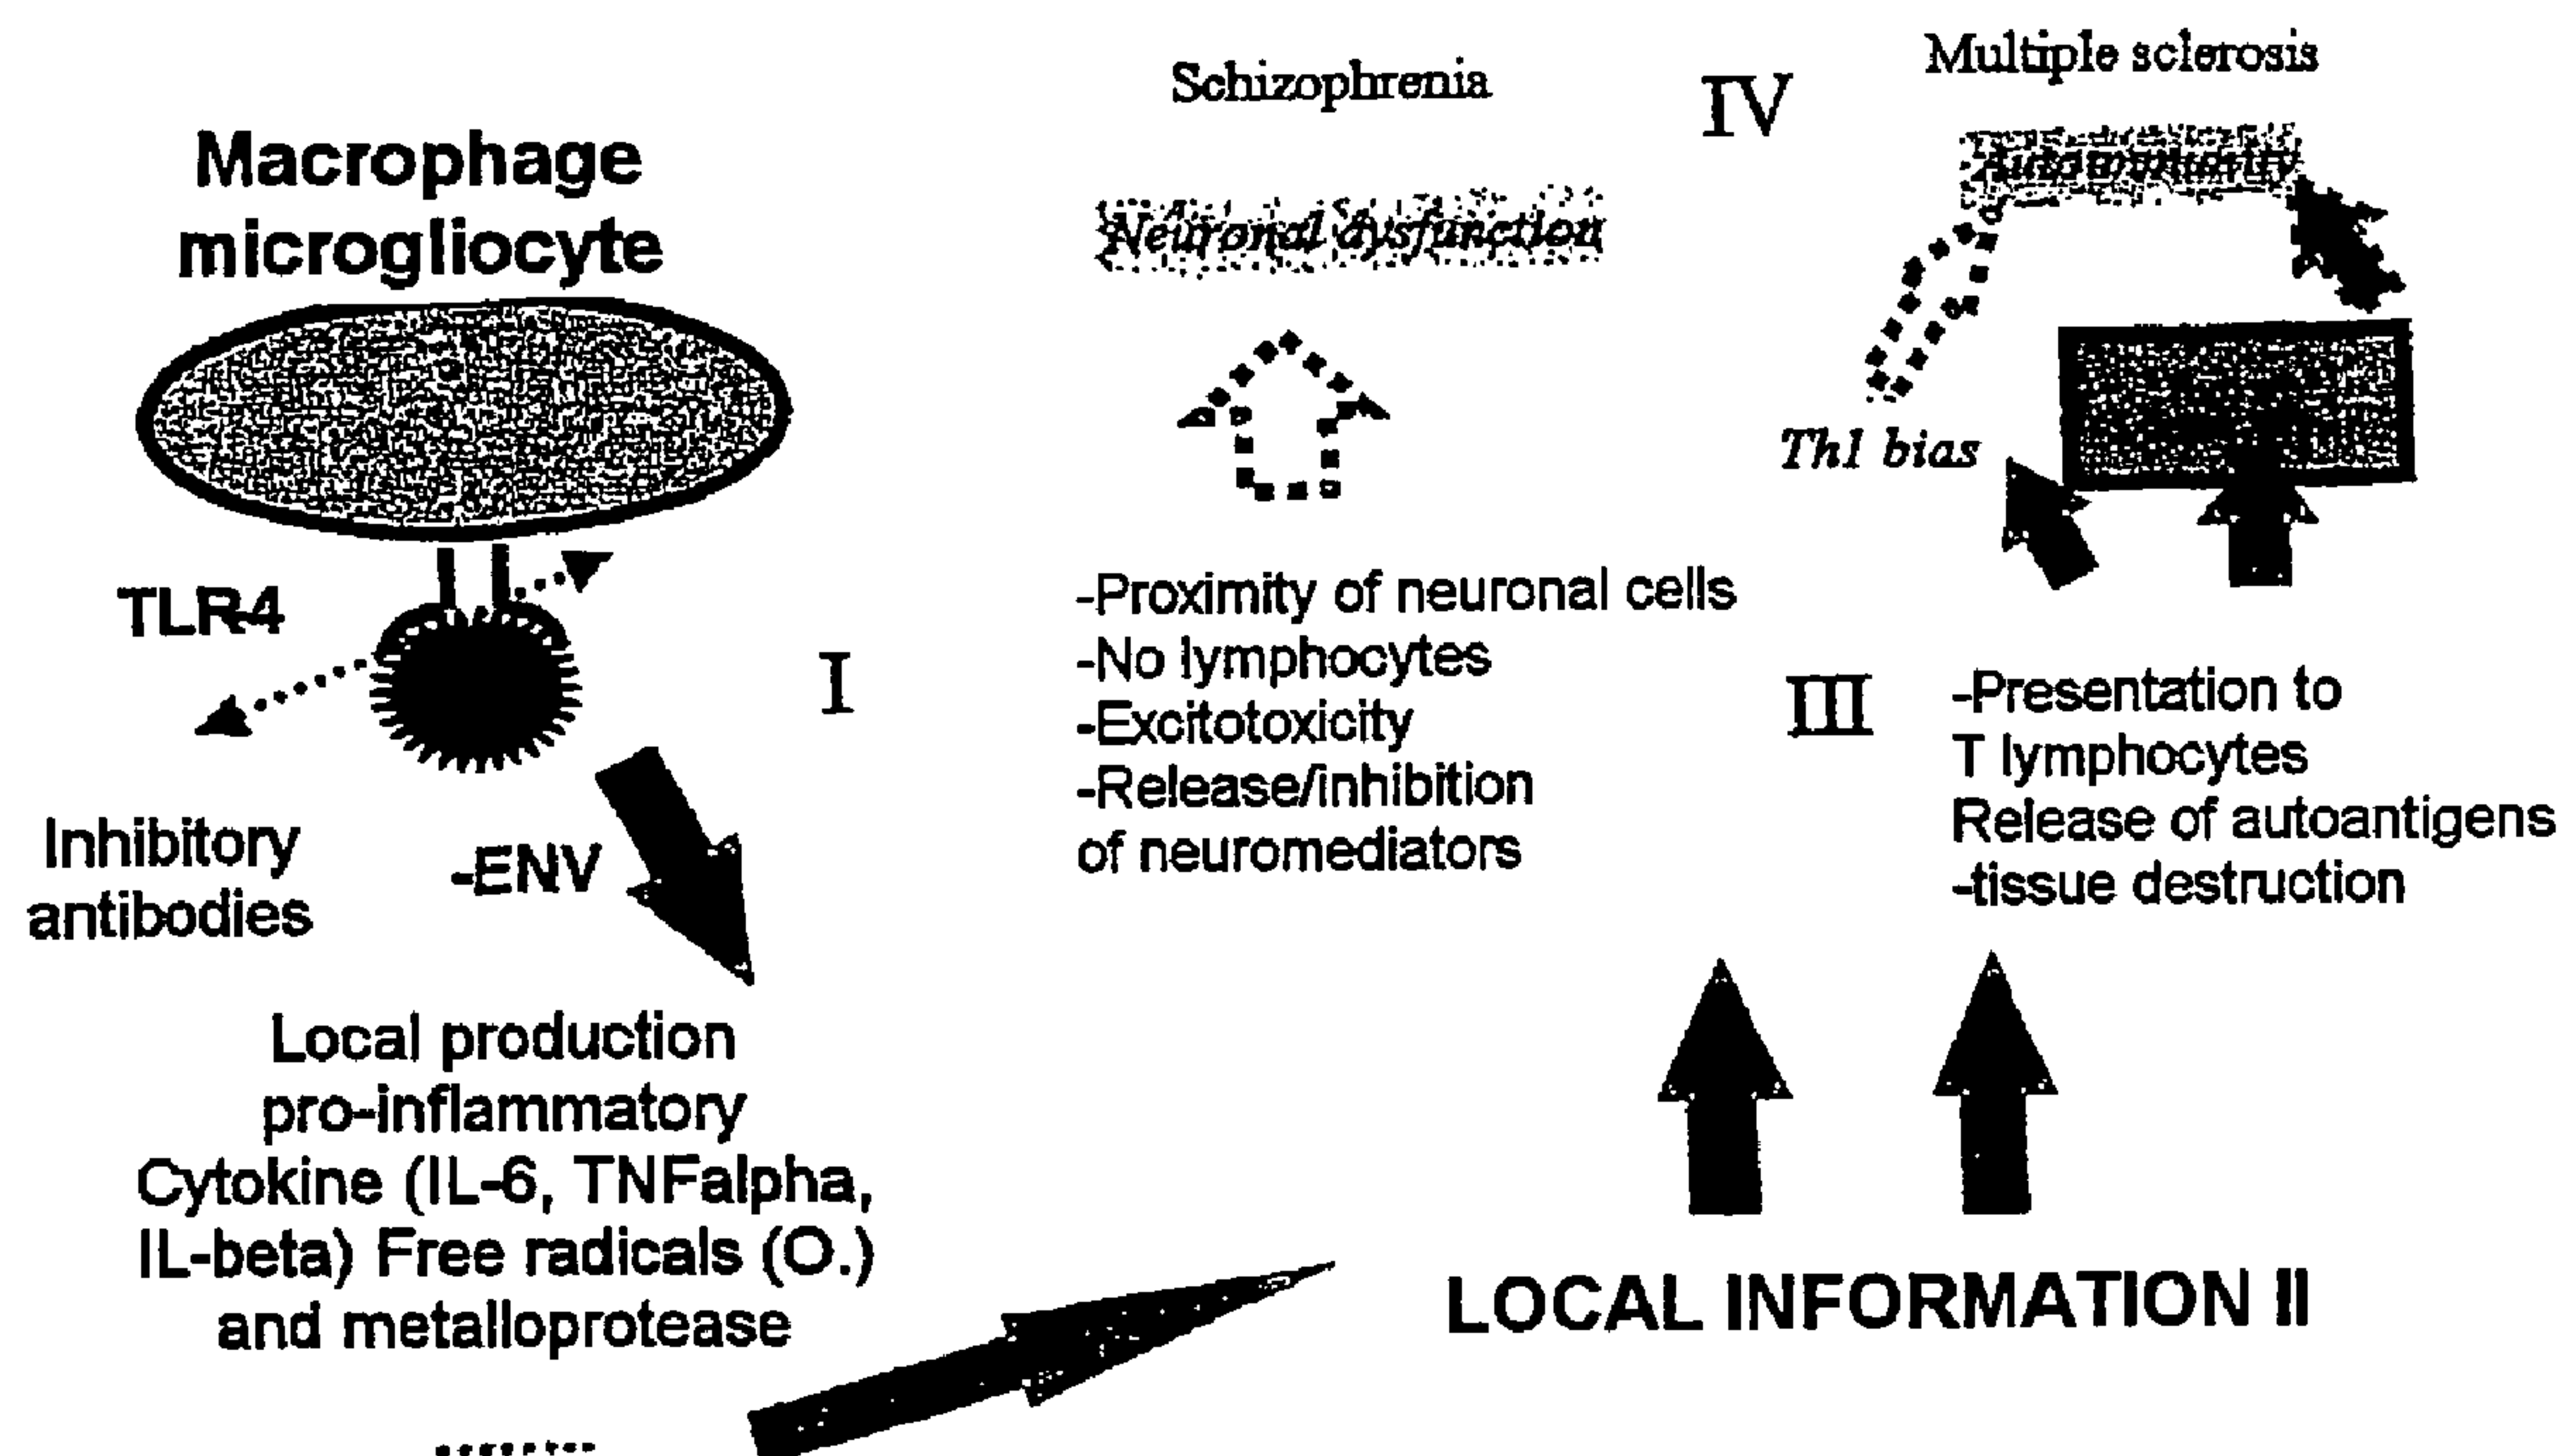 Macrophage
microgliocyte
TLR4
I
Inhibitory
antibodies
-ENV
Local production
pro-inflammatory
Cytokine (IL-6, TNFalpha,
IL-beta) Free radicals (O.)
and metalloprotease
Schizophrenia
Neuronal dysfunction
-Proximity of neuronal cells
-No lymphocytes
-Excitotoxicity
-Release/inhibition
of neuromediators
IV
Multiple sclerosis
Autoimmunity
Th1 bias
III
-Presentation to
T lymphocytes
Release of autoantigens
-tissue destruction
LOCAL INFORMATION II